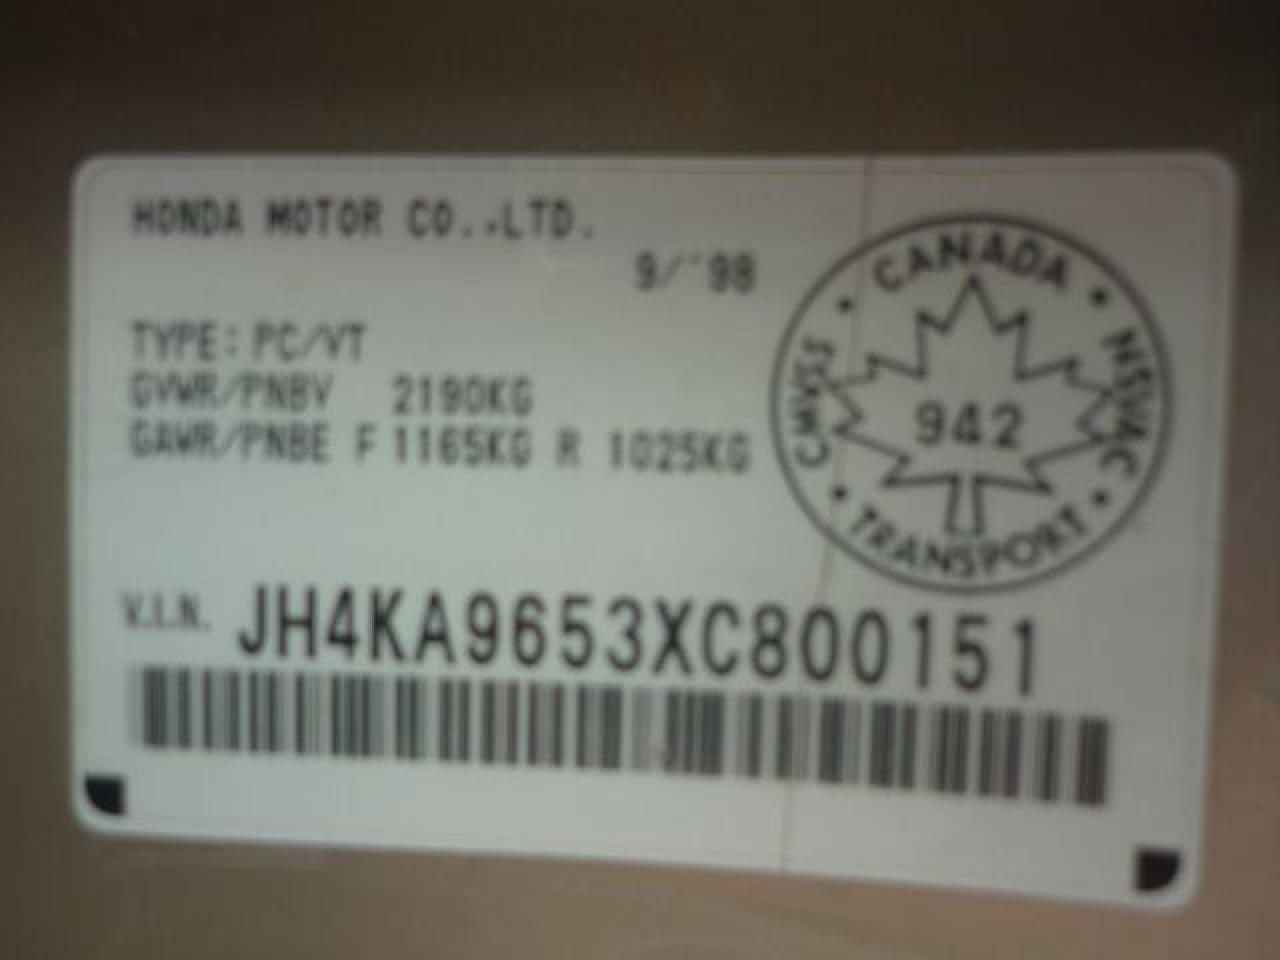 HONDA MOTOR CO.,LTD.
9/'98
TYPE: PC/VT
GVWR/PNBV 2190KG
GAWR/PNBE F 1165KG R 1025KG
CANADA
CMVSS
NSVAC
942
TRANSPORT
V.I.N. JH4KA9653XC800151